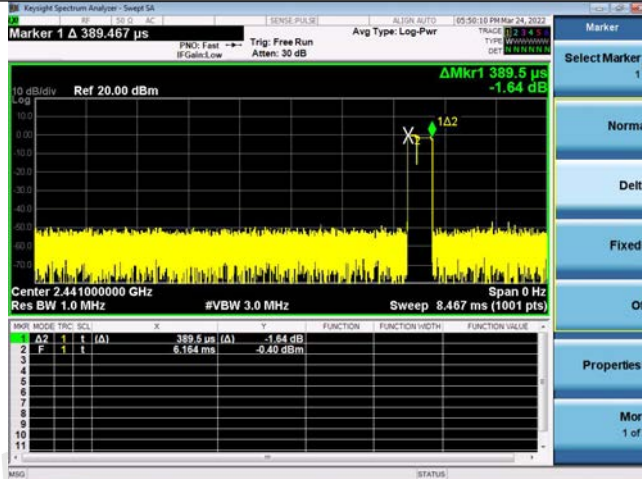 Keysight Spectrum Analyzer - Swept SA
RF 50 Ω AC SENSE:PULSE ALIGN AUTO 05:50:10 PM Mar 24, 2022
Marker 1 Δ 389.467 µs
PNO: Fast
IFGain:Low
Trig: Free Run
Atten: 30 dB
Avg Type: Log-Pwr
TRACE 1 2 3 4 5 6
TYPE
DET N N N N N N
ΔMkr1 389.5 µs
-1.64 dB
10 dB/div
Log
Ref 20.00 dBm
10.0
0.00
-10.0
-20.0
-30.0
-40.0
-50.0
-60.0
-70.0
X2
1Δ2
Center 2.441000000 GHz
Span 0 Hz
Res BW 1.0 MHz #VBW 3.0 MHz Sweep 8.467 ms (1001 pts)
MKR MODE TRC SCL X Y FUNCTION FUNCTION WIDTH FUNCTION VALUE
1 Δ2 1 t (Δ) 389.5 µs (Δ) -1.64 dB
2 F 1 t 6.164 ms -0.40 dBm
3
4
5
6
7
8
9
10
11
MSG STATUS
Marker
Select Marker
1
Norma
Delt
Fixed
Properties
Mor
1 of